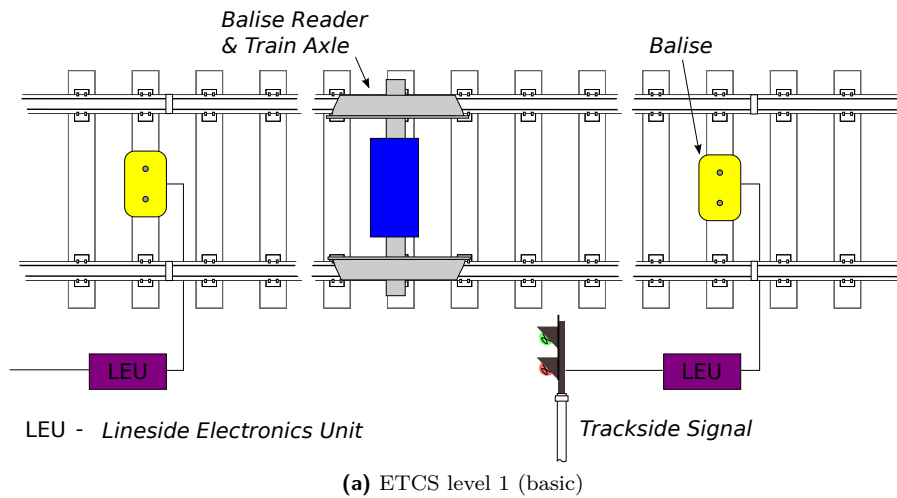 Balise Reader
& Train Axle
Balise
LEU
LEU
LEU - Lineside Electronics Unit
Trackside Signal
(a) ETCS level 1 (basic)